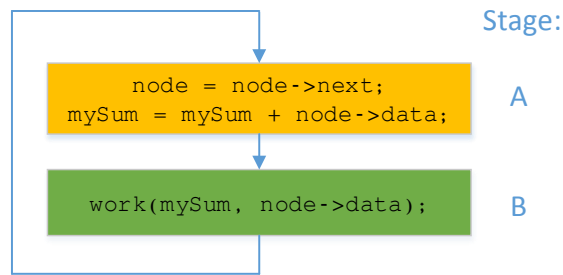 Stage:
node = node->next;
mySum = mySum + node->data;
A
work(mySum, node->data);
B